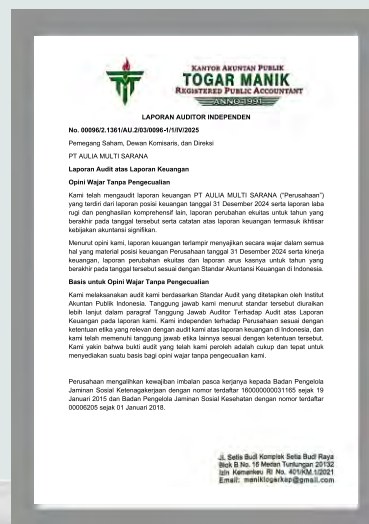 KANTOR AKUNTAN PUBLIK
TOGAR MANIK
REGISTERED PUBLIC ACCOUNTANT
ANNO 1991
LAPORAN AUDITOR INDEPENDEN
No. 00096/2.1361/AU.2/03/0096-1/1/IV/2025
Pemegang Saham, Dewan Komisaris, dan Direksi
PT AULIA MULTI SARANA
Laporan Audit atas Laporan Keuangan
Opini Wajar Tanpa Pengecualian
Kami telah mengaudit laporan keuangan PT AULIA MULTI SARANA ("Perusahaan")
yang terdiri dari laporan posisi keuangan tanggal 31 Desember 2024 serta laporan laba
rugi dan penghasilan komprehensif lain, laporan perubahan ekuitas untuk tahun yang
berakhir pada tanggal tersebut serta catatan atas laporan keuangan termasuk ikhtisar
kebijakan akuntansi signifikan.
Menurut opini kami, laporan keuangan terlampir menyajikan secara wajar dalam semua
hal yang material posisi keuangan Perusahaan tanggal 31 Desember 2024 serta kinerja
keuangan, laporan perubahan ekuitas dan laporan arus kasnya untuk tahun yang
berakhir pada tanggal tersebut sesuai dengan Standar Akuntansi Keuangan di Indonesia.
Basis untuk Opini Wajar Tanpa Pengecualian
Kami melaksanakan audit kami berdasarkan Standar Audit yang ditetapkan oleh Institut
Akuntan Publik Indonesia. Tanggung jawab kami menurut standar tersebut diuraikan
lebih lanjut dalam paragraf Tanggung Jawab Auditor Terhadap Audit atas Laporan
Keuangan pada laporan kami. Kami independen terhadap Perusahaan sesuai dengan
ketentuan etika yang relevan dengan audit kami atas laporan keuangan di Indonesia, dan
kami telah memenuhi tanggung jawab etika lainnya sesuai dengan ketentuan tersebut.
Kami yakin bahwa bukti audit yang telah kami peroleh adalah cukup dan tepat untuk
menyediakan suatu basis bagi opini wajar tanpa pengecualian kami.
Perusahaan mengalihkan kewajiban imbalan pasca kerjanya kepada Badan Pengelola
Jaminan Sosial Ketenagakerjaan dengan nomor terdaftar 160000000031165 sejak 19
Januari 2015 dan Badan Pengelola Jaminan Sosial Kesehatan dengan nomor terdaftar
00006205 sejak 01 Januari 2018.
Jl. Setia Budi Komplek Setia Budi Raya
Blok B No. 16 Medan Tuntungan 20132
Izin Kemenkeu RI No. 401/KM.1/2021
Email: maniktogarkap@gmail.com